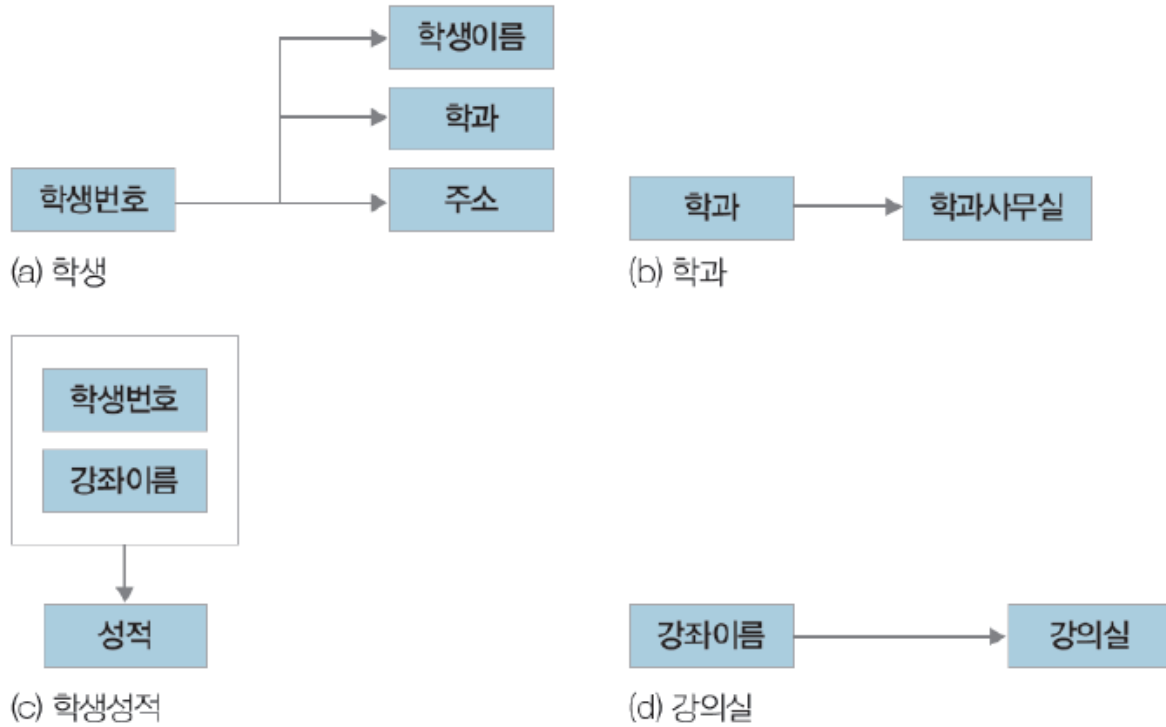 학생이름
학과
학생번호
주소
(a) 학생
학과
학과사무실
(b) 학과
학생번호
강좌이름
성적
(c) 학생성적
강좌이름
강의실
(d) 강의실